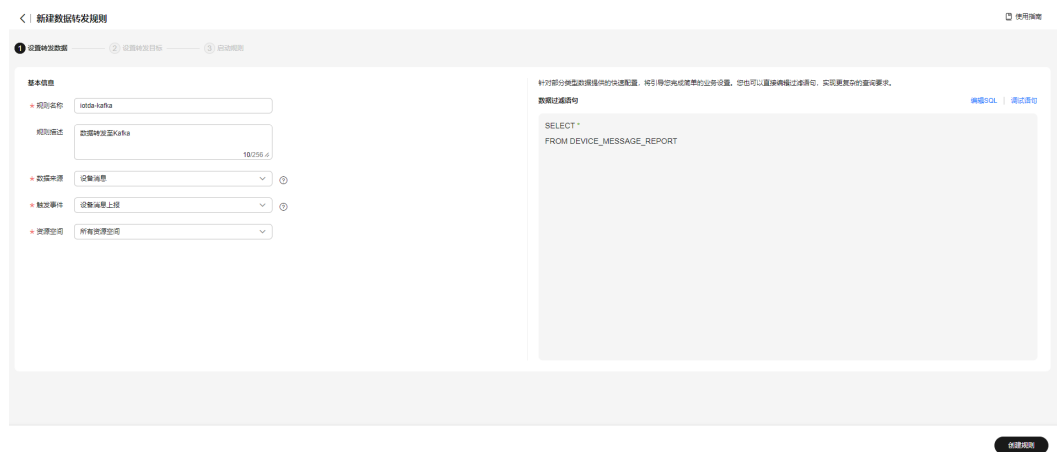 新建数据转发规则
使用指南
1 设置转发数据
2 设置转发目标
3 启动规则
基本信息
* 规则名称 iotda-kafka
规则描述 数据转发至Kafka
10/256
* 数据来源 设备消息
* 触发事件 设备消息上报
* 资源空间 所有资源空间
针对部分类型数据提供的快速配置，将引导您完成简单的业务设置。您也可以直接编辑过滤语句，实现更复杂的查询要求。
数据过滤语句
编辑SQL | 调试语句
SELECT *
FROM DEVICE_MESSAGE_REPORT
创建规则